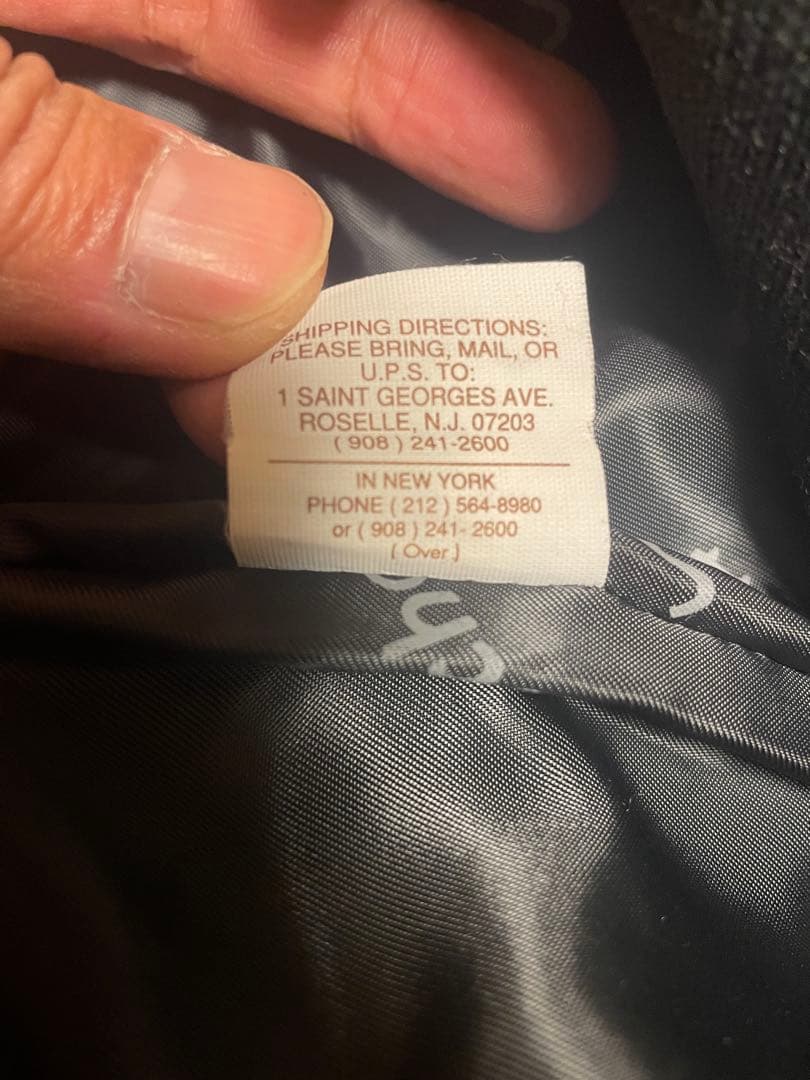 SHIPPING DIRECTIONS:
PLEASE BRING, MAIL, OR
U.P.S. TO:
1 SAINT GEORGES AVE.
ROSELLE, N.J. 07203
( 908 ) 241-2600
IN NEW YORK
PHONE ( 212 ) 564-8980
or ( 908 ) 241- 2600
[ Over ]